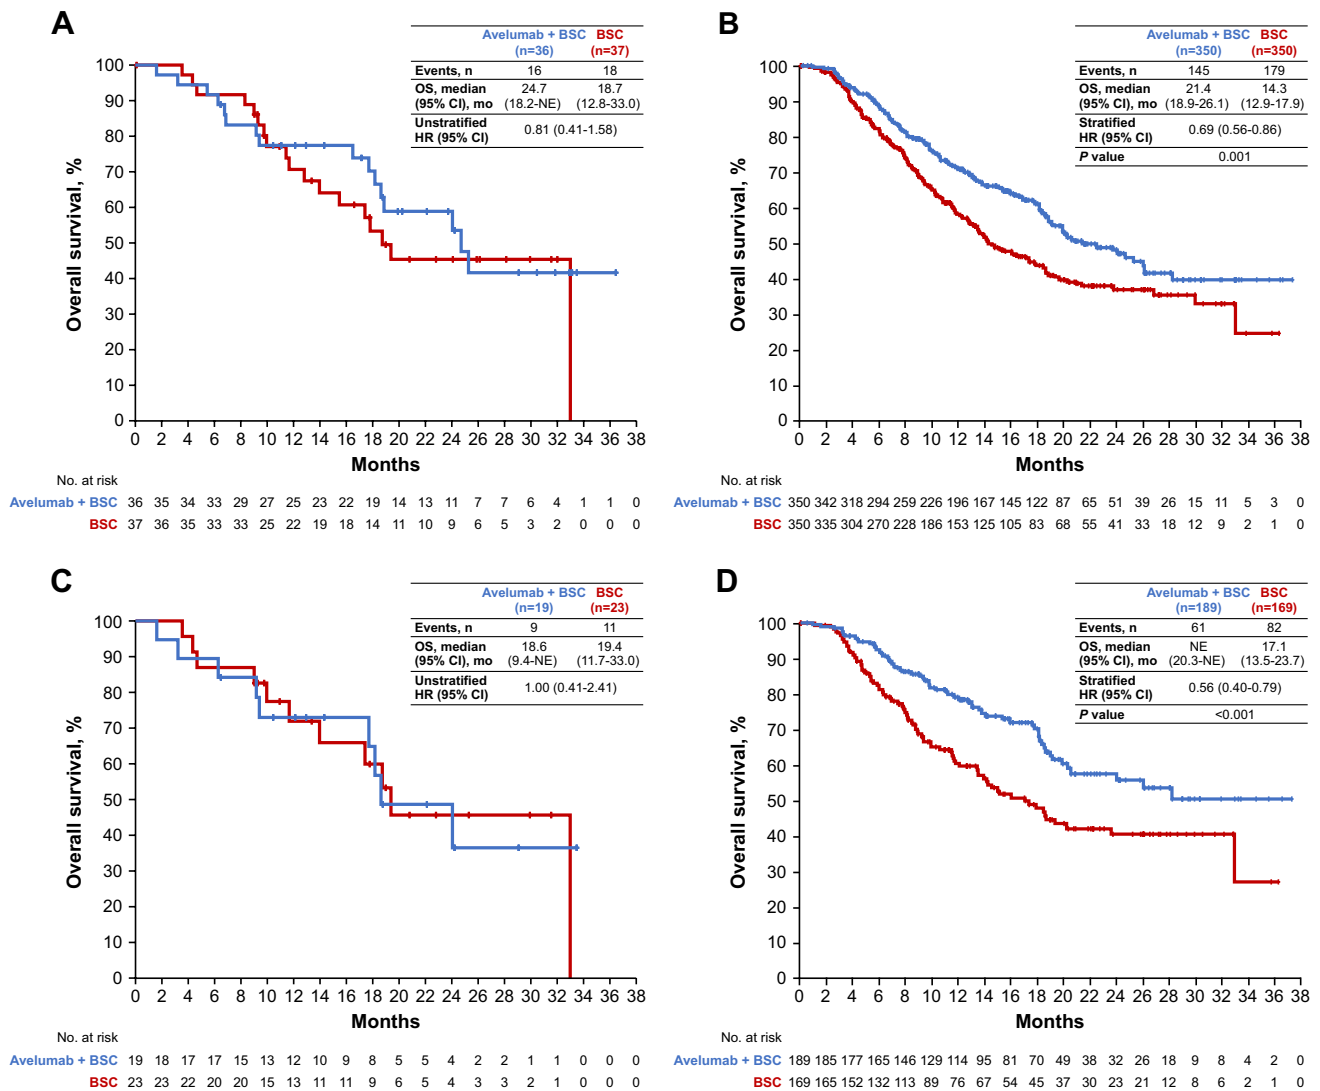 A
Avelumab + BSC BSC
(n=36) (n=37)
Events, n 16 18
OS, median 24.7 18.7
(95% CI), mo (18.2-NE) (12.8-33.0)
Unstratified
HR (95% CI) 0.81 (0.41-1.58)
Overall survival, %
100
90
80
70
60
50
40
30
20
10
0
0 2 4 6 8 10 12 14 16 18 20 22 24 26 28 30 32 34 36 38
Months
No. at risk
Avelumab + BSC 36 35 34 33 29 27 25 23 22 19 14 13 11 7 7 6 4 1 1 0
BSC 37 36 35 33 33 25 22 19 18 14 11 10 9 6 5 3 2 0 0 0
B
Avelumab + BSC BSC
(n=350) (n=350)
Events, n 145 179
OS, median 21.4 14.3
(95% CI), mo (18.9-26.1) (12.9-17.9)
Stratified
HR (95% CI) 0.69 (0.56-0.86)
P value 0.001
Overall survival, %
100
90
80
70
60
50
40
30
20
10
0
0 2 4 6 8 10 12 14 16 18 20 22 24 26 28 30 32 34 36 38
Months
No. at risk
Avelumab + BSC 350 342 318 294 259 226 196 167 145 122 87 65 51 39 26 15 11 5 3 0
BSC 350 335 304 270 228 186 153 125 105 83 68 55 41 33 18 12 9 2 1 0
C
Avelumab + BSC BSC
(n=19) (n=23)
Events, n 9 11
OS, median 18.6 19.4
(95% CI), mo (9.4-NE) (11.7-33.0)
Unstratified
HR (95% CI) 1.00 (0.41-2.41)
Overall survival, %
100
90
80
70
60
50
40
30
20
10
0
0 2 4 6 8 10 12 14 16 18 20 22 24 26 28 30 32 34 36 38
Months
No. at risk
Avelumab + BSC 19 18 17 17 15 13 12 10 9 8 5 5 4 2 2 1 1 0 0 0
BSC 23 23 22 20 20 15 13 11 11 9 6 5 4 3 3 2 1 0 0 0
D
Avelumab + BSC BSC
(n=189) (n=169)
Events, n 61 82
OS, median NE 17.1
(95% CI), mo (20.3-NE) (13.5-23.7)
Stratified
HR (95% CI) 0.56 (0.40-0.79)
P value <0.001
Overall survival, %
100
90
80
70
60
50
40
30
20
10
0
0 2 4 6 8 10 12 14 16 18 20 22 24 26 28 30 32 34 36 38
Months
No. at risk
Avelumab + BSC 189 185 177 165 146 129 114 95 81 70 49 38 32 26 18 9 8 4 2 0
BSC 169 165 152 132 113 89 76 67 54 45 37 30 23 21 12 8 6 2 1 0